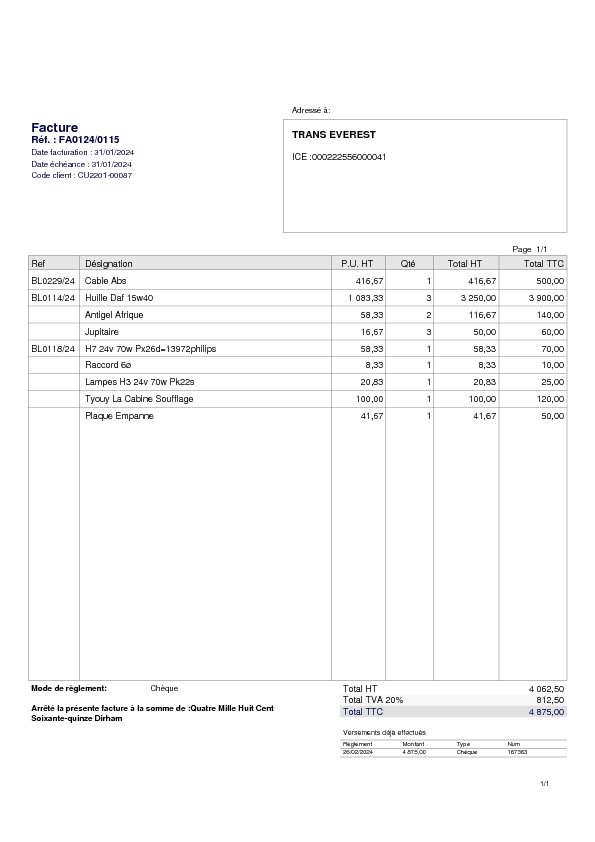 Adressé à:
Facture
Réf. : FA0124/0115
Date facturation : 31/01/2024
Date échéance : 31/01/2024
Code client : CU2201-00087
TRANS EVEREST
ICE :000222556000041
Page 1/1
Ref Désignation P.U. HT Qté Total HT Total TTC
BL0229/24 Cable Abs 416,67 1 416,67 500,00
BL0114/24 Huille Daf 15w40 1 083,33 3 3 250,00 3 900,00
Antigel Afrique 58,33 2 116,67 140,00
Jupitaire 16,67 3 50,00 60,00
BL0118/24 H7 24v 70w Px26d=13972philips 58,33 1 58,33 70,00
Raccord 6ø 8,33 1 8,33 10,00
Lampes H3 24v 70w Pk22s 20,83 1 20,83 25,00
Tyouy La Cabine Soufflage 100,00 1 100,00 120,00
Plaque Empanne 41,67 1 41,67 50,00
Mode de règlement: Chèque
Total HT 4 062,50
Total TVA 20% 812,50
Total TTC 4 875,00
Arrêté la présente facture à la somme de :Quatre Mille Huit Cent
Soixante-quinze Dirham
Versements déjà effectués
Règlement Montant Type Num
26/02/2024 4 875,00 Chèque 167363
1/1